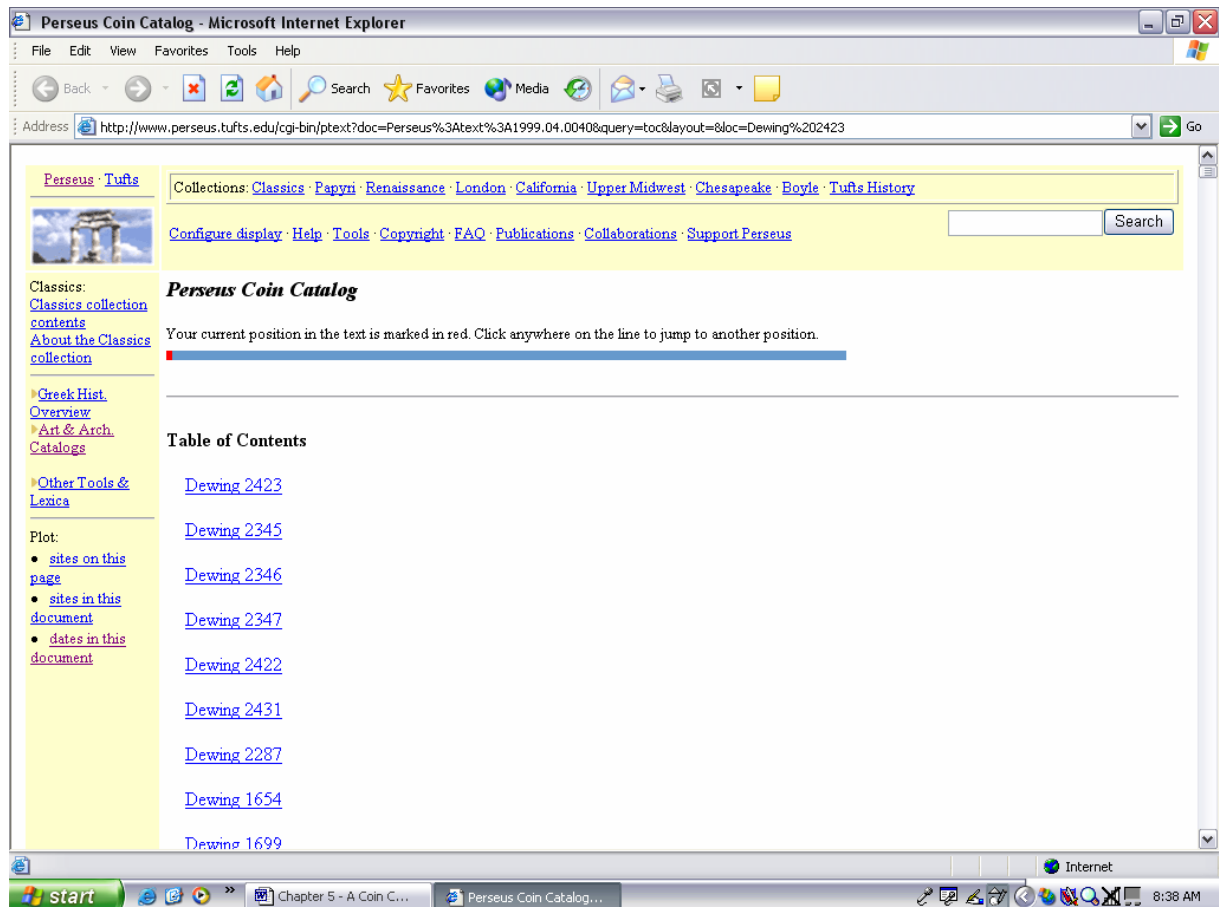 Perseus Coin Catalog - Microsoft Internet Explorer
File Edit View Favorites Tools Help
Back Search Favorites Media
Address http://www.perseus.tufts.edu/cgi-bin/ptext?doc=Perseus%3Atext%3A1999.04.0040&query=toc&layout=&loc=Dewing%202423 Go
Perseus · Tufts
Collections: Classics · Papyri · Renaissance · London · California · Upper Midwest · Chesapeake · Boyle · Tufts History
Configure display · Help · Tools · Copyright · FAQ · Publications · Collaborations · Support Perseus
Search
Classics:
Classics collection
contents
About the Classics
collection
Greek Hist.
Overview
Art & Arch.
Catalogs
Other Tools &
Lexica
Plot:
• sites on this
page
• sites in this
document
• dates in this
document
Perseus Coin Catalog
Your current position in the text is marked in red. Click anywhere on the line to jump to another position.
Table of Contents
Dewing 2423
Dewing 2345
Dewing 2346
Dewing 2347
Dewing 2422
Dewing 2431
Dewing 2287
Dewing 1654
Dewing 1699
Internet
start » Chapter 5 - A Coin C... Perseus Coin Catalog... 8:38 AM